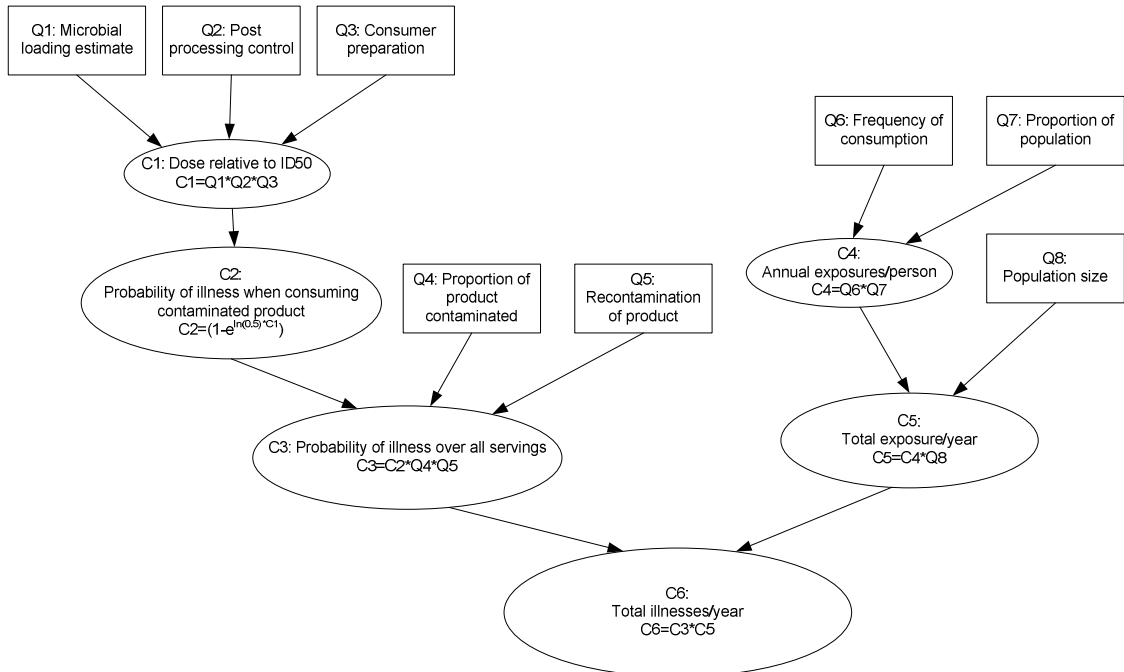 Q1: Microbial
loading estimate
Q2: Post
processing control
Q3: Consumer
preparation
Q6: Frequency of
consumption
Q7: Proportion of
population
C1: Dose relative to ID50
C1=Q1*Q2*Q3
C4:
Annual exposures/person
C4=Q6*Q7
Q8:
Population size
C2:
Probability of illness when consuming
contaminated product
C2=(1-e^ln(0.5)*C1)
Q4: Proportion of
product
contaminated
Q5:
Recontamination
of product
C3: Probability of illness over all servings
C3=C2*Q4*Q5
C5:
Total exposure/year
C5=C4*Q8
C6:
Total illnesses/year
C6=C3*C5